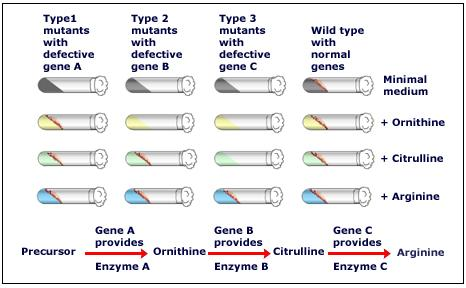 Type1 mutants with defective gene A
Type 2 mutants with defective gene B
Type 3 mutants with defective gene C
Wild type with normal genes
Minimal medium
+ Ornithine
+ Citrulline
+ Arginine
Gene A provides
Gene B provides
Gene C provides
Precursor
Ornithine
Citrulline
Arginine
Enzyme A
Enzyme B
Enzyme C